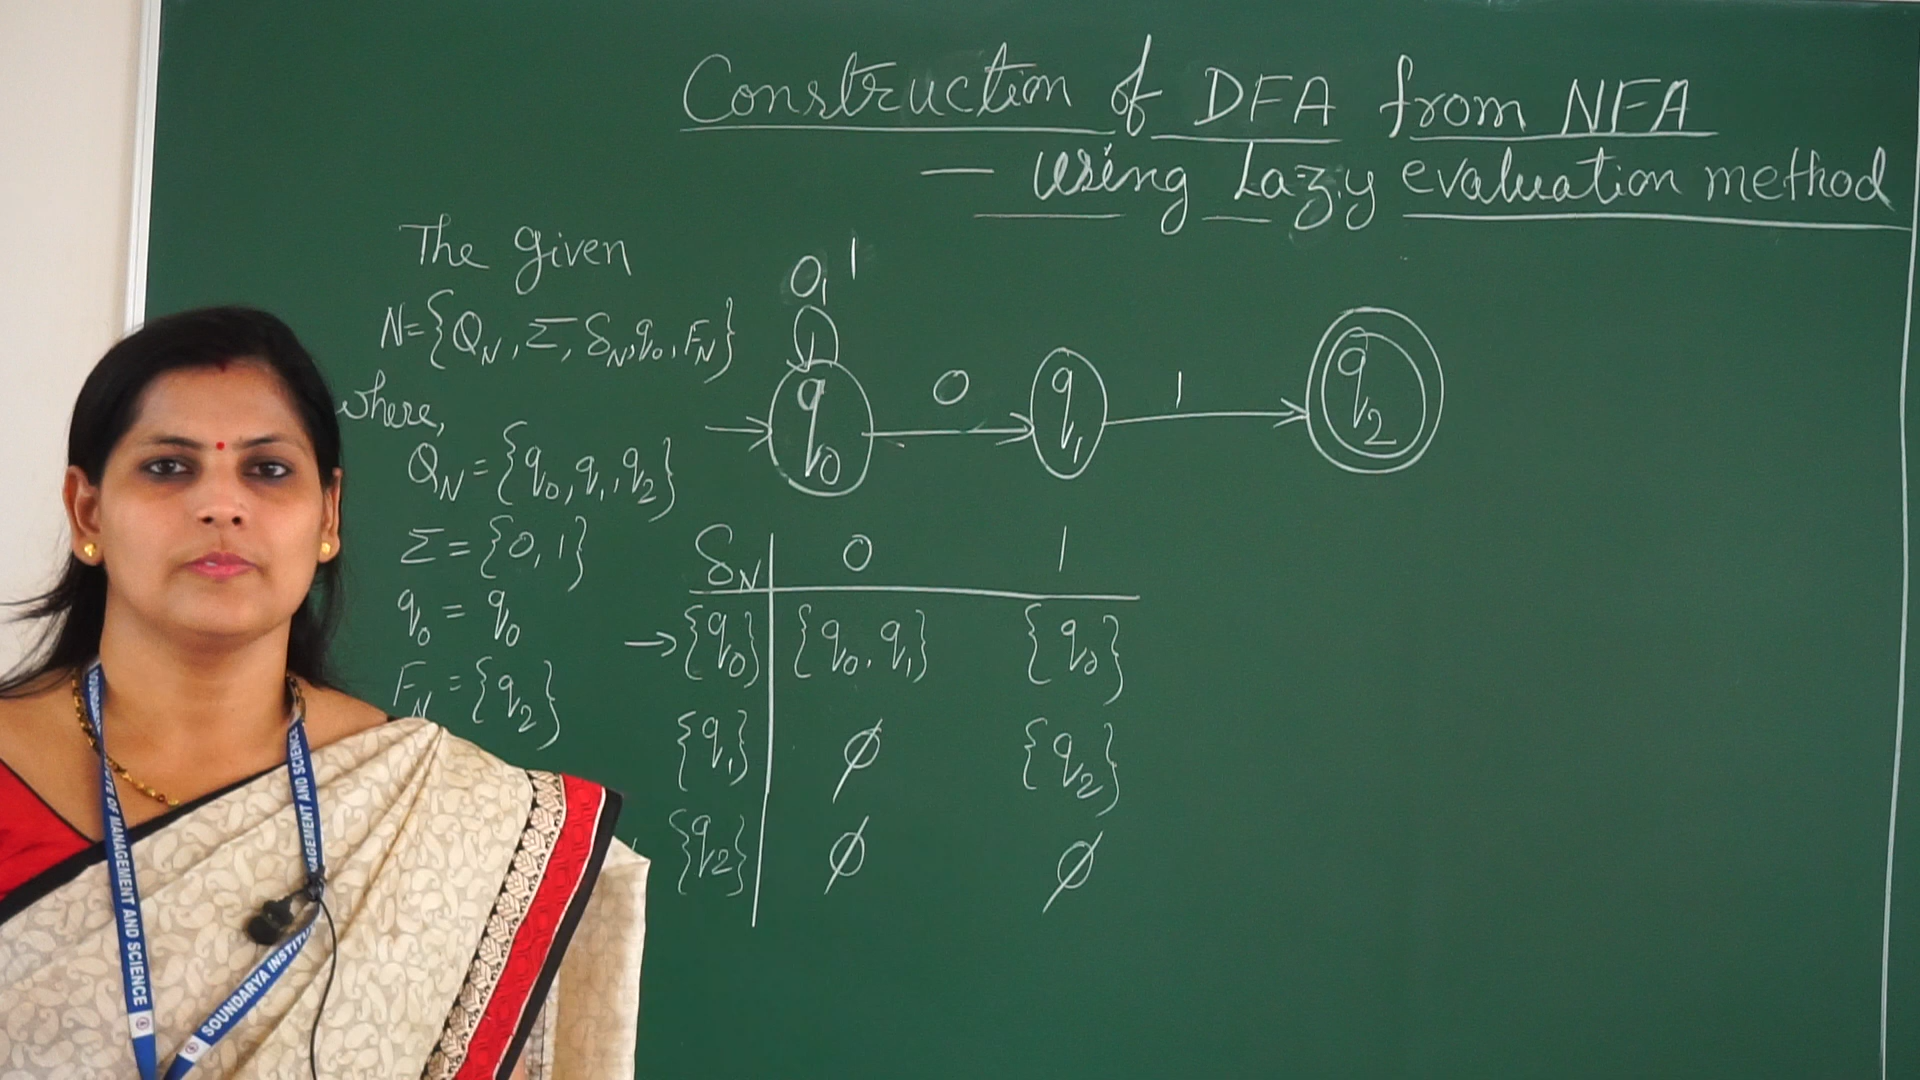 Construction of DFA from NFA
— using Lazy evaluation method
The given
N={Q_N, Σ, δ_N, q_0, F_N}
where,
Q_N = {q_0, q_1, q_2}
Σ = {0, 1}
q_0 = q_0
F_N = {q_2}
0, 1
→ q_0 0 → q_1 1 → q_2
δ_N 0 1
→ {q_0} {q_0, q_1} {q_0}
{q_1} ϕ {q_2}
{q_2} ϕ ϕ
OF MANAGEMENT AND SCIENCE
SOUNDARYA